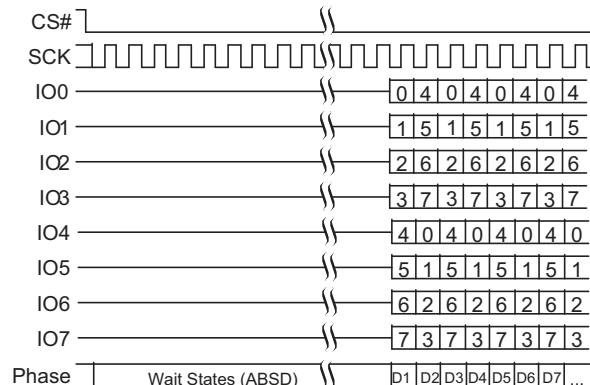 CS#
SCK
IO0 0 4 0 4 0 4 0 4
IO1 1 5 1 5 1 5 1 5
IO2 2 6 2 6 2 6 2 6
IO3 3 7 3 7 3 7 3 7
IO4 4 0 4 0 4 0 4 0
IO5 5 1 5 1 5 1 5 1
IO6 6 2 6 2 6 2 6 2
IO7 7 3 7 3 7 3 7 3
Phase Wait States (ABSD) D1 D2 D3 D4 D5 D6 D7 ...